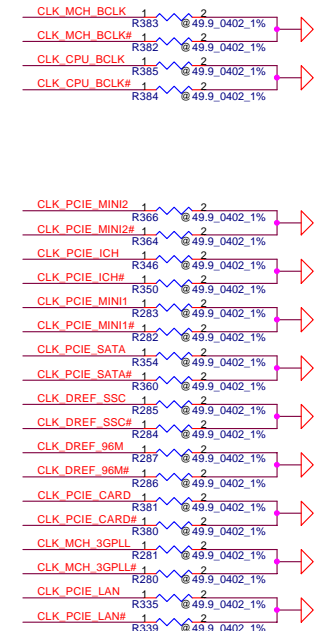 CLK_MCH_BCLK 1 2
R383 @49.9_0402_1%
CLK_MCH_BCLK# 1 2
R382 @49.9_0402_1%
CLK_CPU_BCLK 1 2
R385 @49.9_0402_1%
CLK_CPU_BCLK# 1 2
R384 @49.9_0402_1%
CLK_PCIE_MINI2 1 2
R366 @49.9_0402_1%
CLK_PCIE_MINI2# 1 2
R364 @49.9_0402_1%
CLK_PCIE_ICH 1 2
R346 @49.9_0402_1%
CLK_PCIE_ICH# 1 2
R350 @49.9_0402_1%
CLK_PCIE_MINI1 1 2
R283 @49.9_0402_1%
CLK_PCIE_MINI1# 1 2
R282 @49.9_0402_1%
CLK_PCIE_SATA 1 2
R354 @49.9_0402_1%
CLK_PCIE_SATA# 1 2
R360 @49.9_0402_1%
CLK_DREF_SSC 1 2
R285 @49.9_0402_1%
CLK_DREF_SSC# 1 2
R284 @49.9_0402_1%
CLK_DREF_96M 1 2
R287 @49.9_0402_1%
CLK_DREF_96M# 1 2
R286 @49.9_0402_1%
CLK_PCIE_CARD 1 2
R381 @49.9_0402_1%
CLK_PCIE_CARD# 1 2
R380 @49.9_0402_1%
CLK_MCH_3GPLL 1 2
R281 @49.9_0402_1%
CLK_MCH_3GPLL# 1 2
R280 @49.9_0402_1%
CLK_PCIE_LAN 1 2
R335 @49.9_0402_1%
CLK_PCIE_LAN# 1 2
R339 @49.9_0402_1%